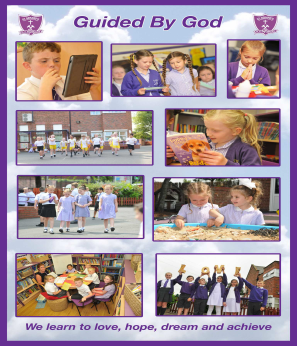 Guided By God
We learn to love, hope, dream and achieve